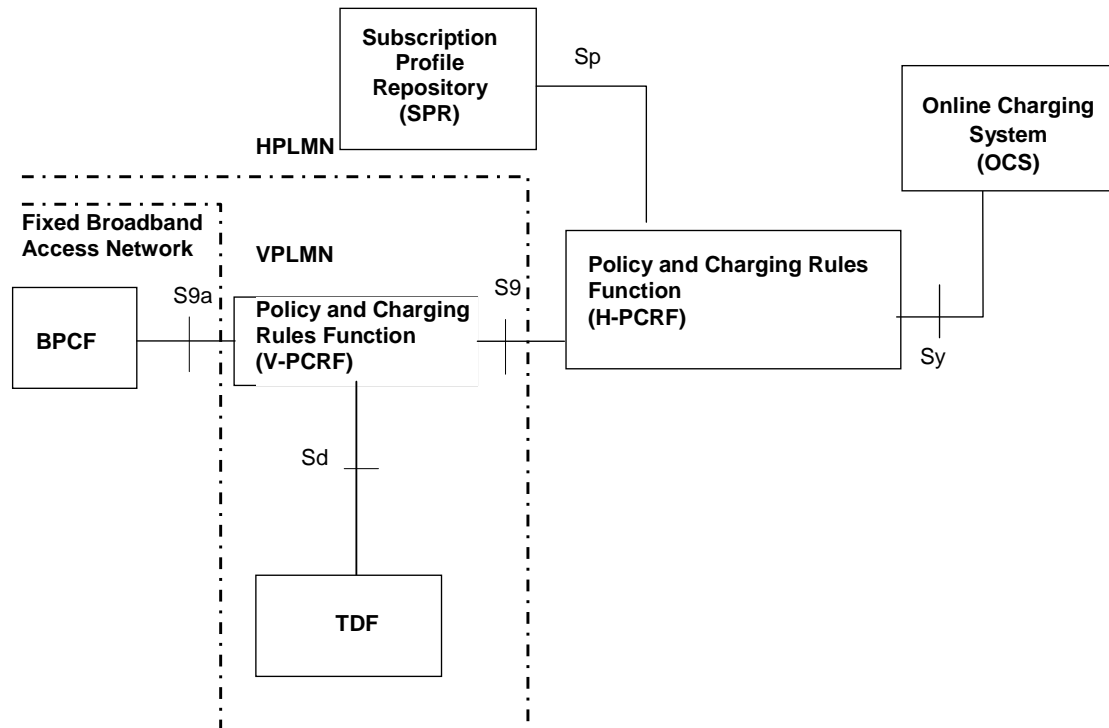 Subscription
Profile
Repository
(SPR)
Sp
Online Charging
System
(OCS)
HPLMN
Fixed Broadband
Access Network
VPLMN
Policy and Charging Rules
Function
(H-PCRF)
S9a
S9
Policy and Charging
Rules Function
(V-PCRF)
BPCF
Sy
Sd
TDF